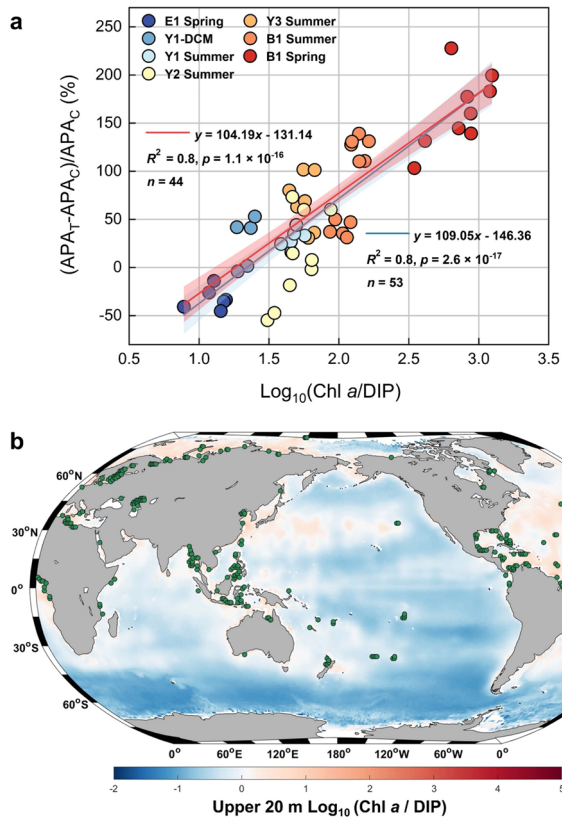 a
E1 Spring
Y1-DCM
Y1 Summer
Y2 Summer
Y3 Summer
B1 Summer
B1 Spring
y = 104.19x - 131.14
R² = 0.8, p = 1.1 × 10⁻¹⁶
n = 44
y = 109.05x - 146.36
R² = 0.8, p = 2.6 × 10⁻¹⁷
n = 53
(APA_T-APA_C)/APA_C (%)
250
200
150
100
50
0
-50
0.5 1.0 1.5 2.0 2.5 3.0 3.5
Log₁₀(Chl a/DIP)
b
60°N
30°N
0°
30°S
60°S
0° 60°E 120°E 180° 120°W 60°W 0°
-2 -1 0 1 2 3 4 5
Upper 20 m Log₁₀ (Chl a / DIP)